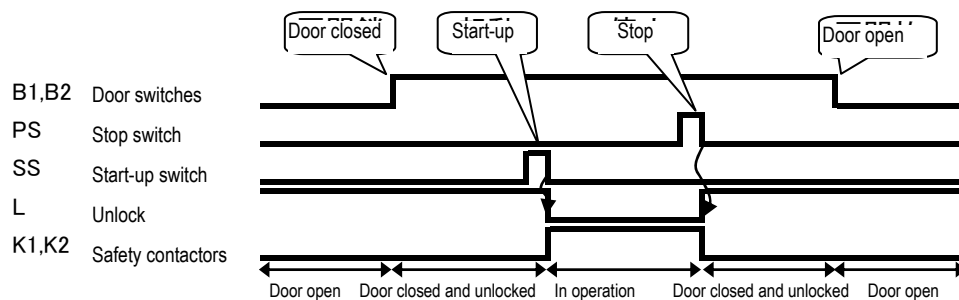 Door closed
Start-up
Stop
Door open
B1,B2 Door switches
PS Stop switch
SS Start-up switch
L Unlock
K1,K2 Safety contactors
Door open Door closed and unlocked In operation Door closed and unlocked Door open